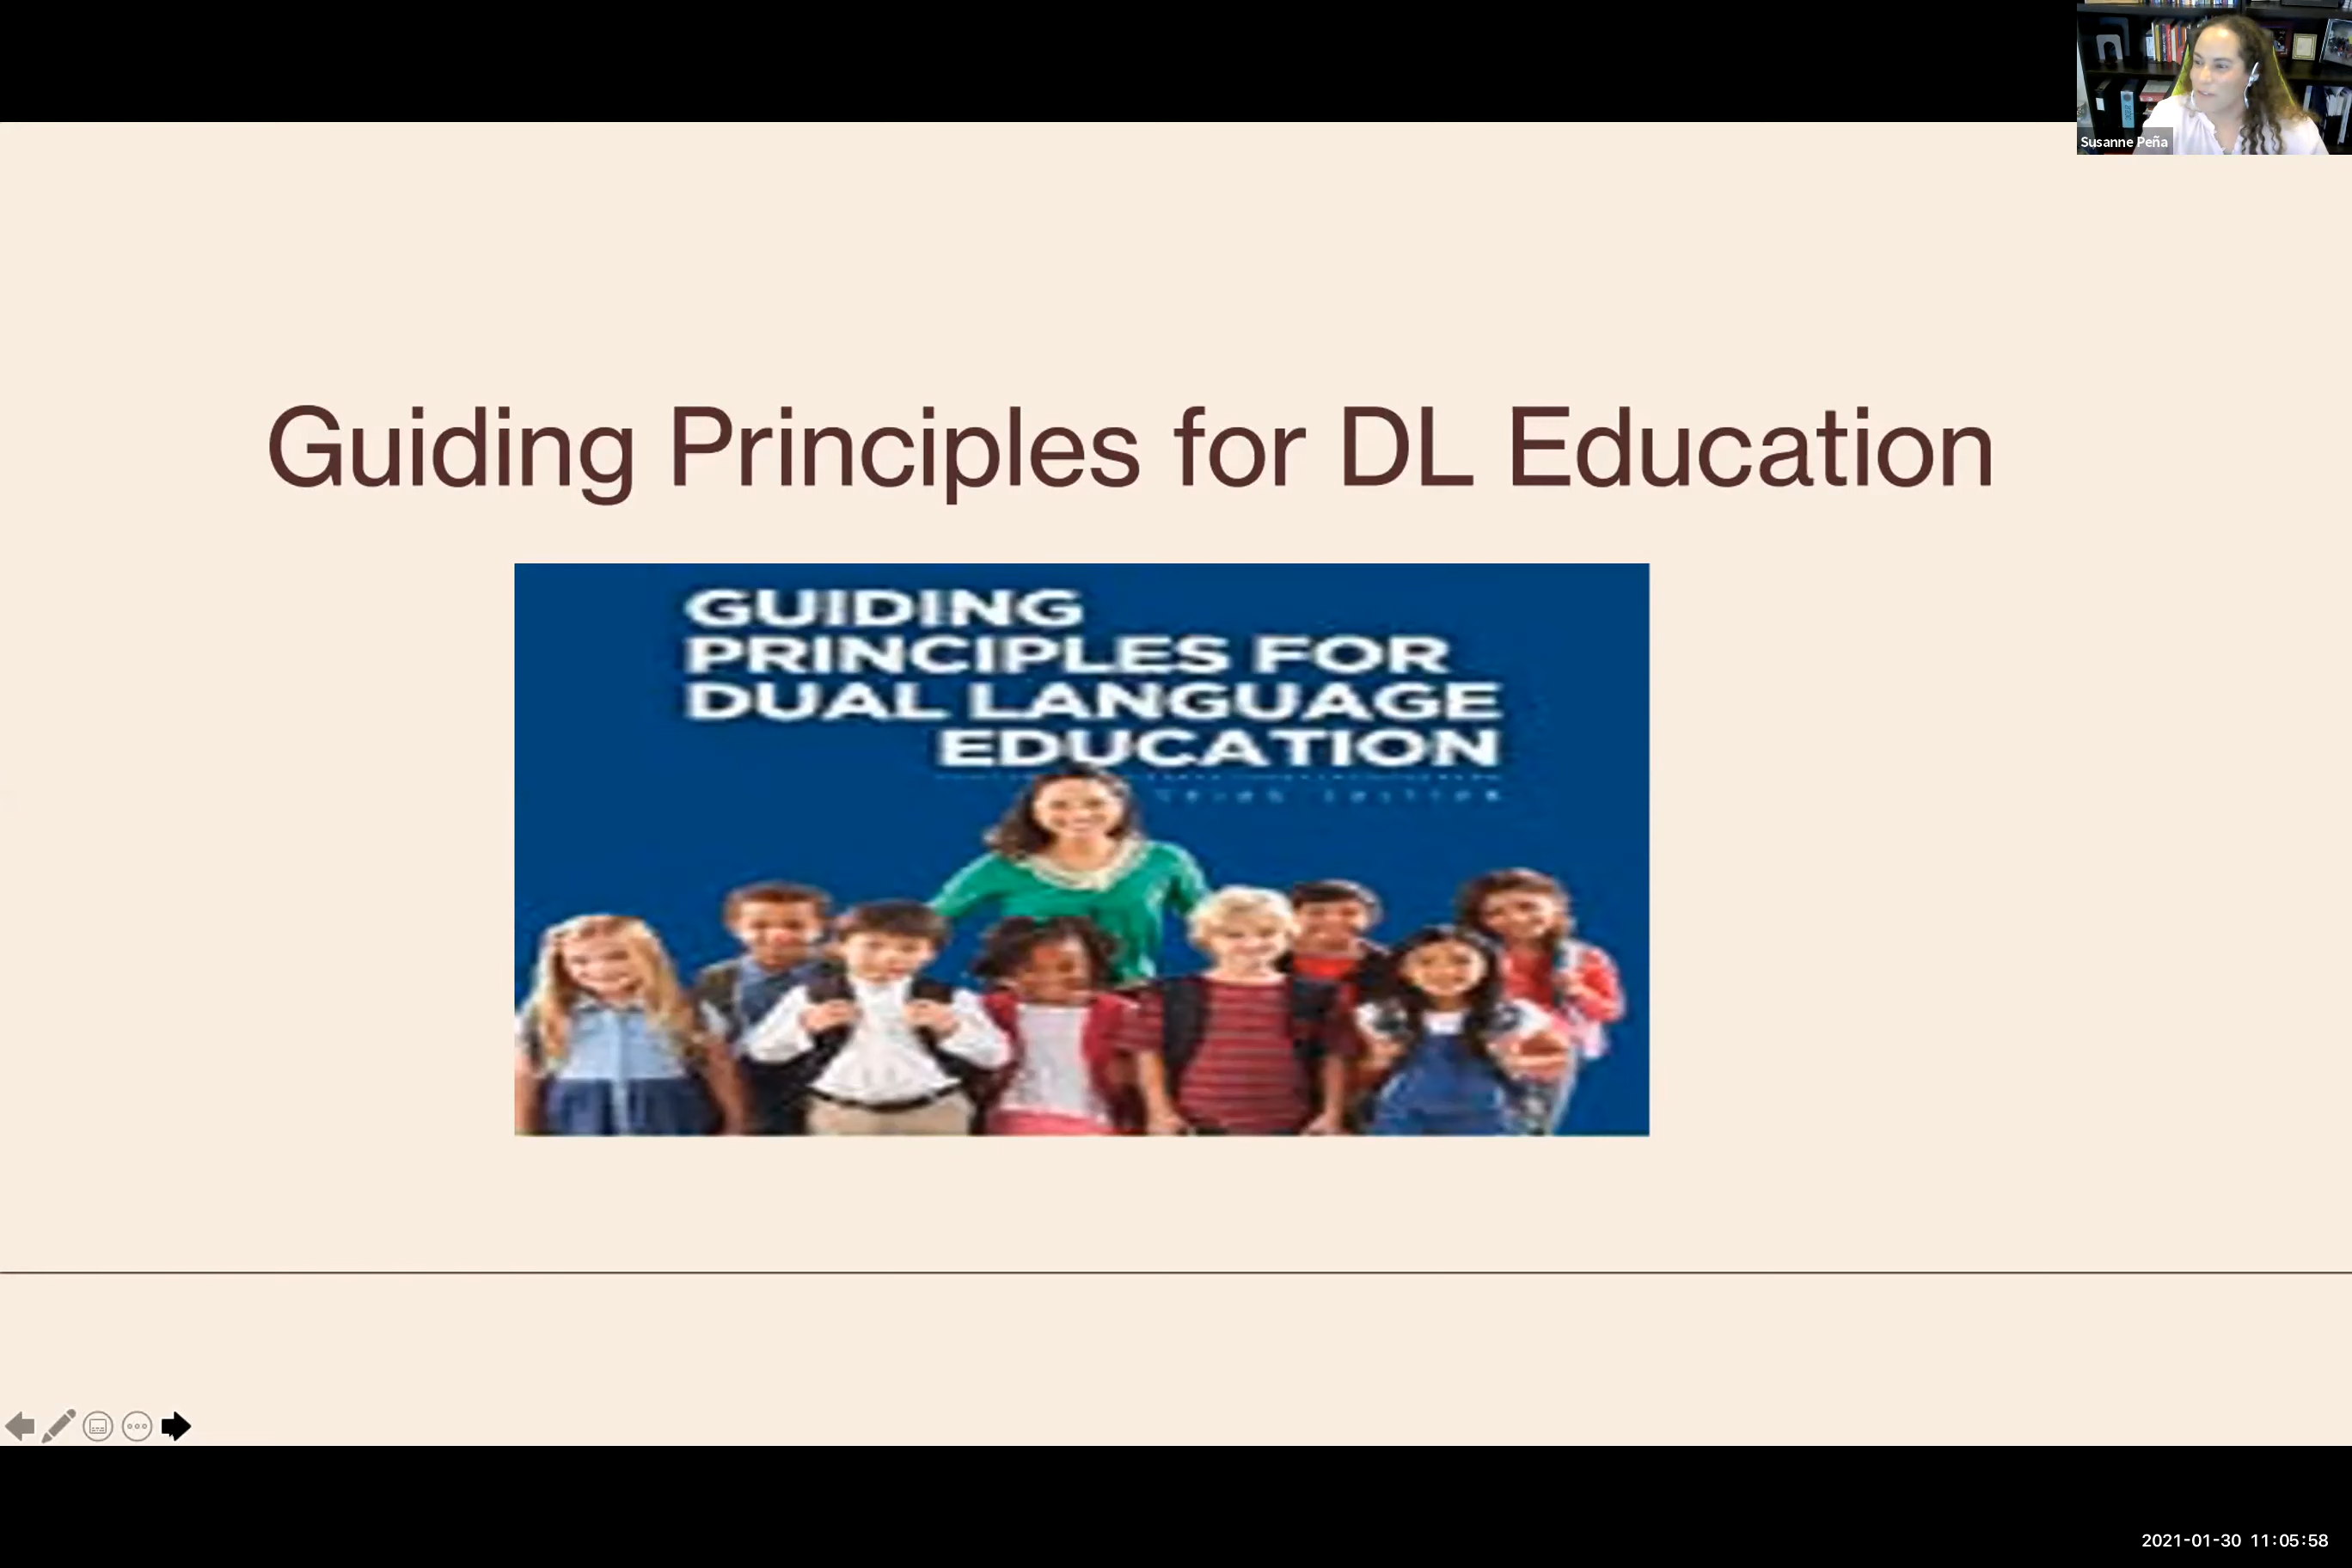 Susanne Peña
Guiding Principles for DL Education
GUIDING
PRINCIPLES FOR
DUAL LANGUAGE
EDUCATION
2021-01-30 11:05:58